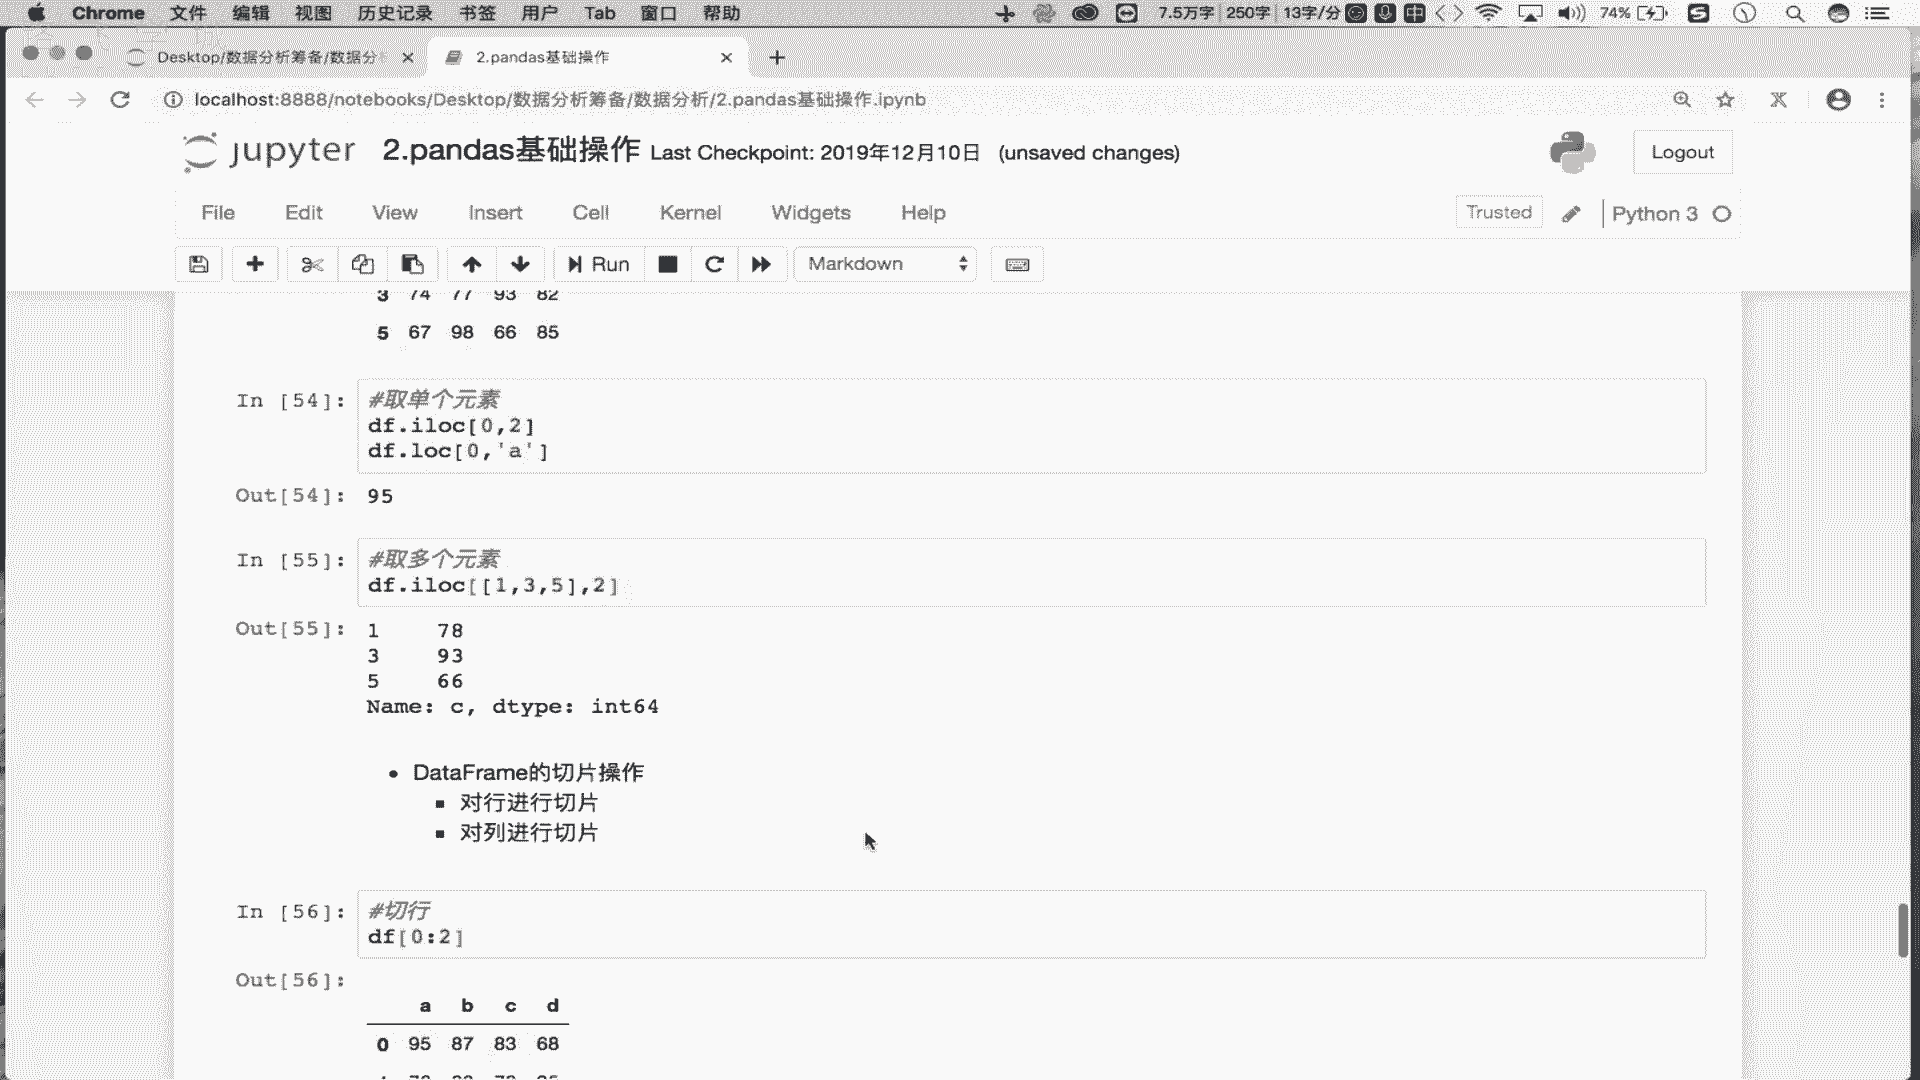 Chrome 文件 编辑 视图 历史记录 书签 用户 Tab 窗口 帮助 7.5万字 250字 13字/分 中 74%
Desktop/数据分析筹备/数据分 2.pandas基础操作
localhost:8888/notebooks/Desktop/数据分析筹备/数据分析/2.pandas基础操作.ipynb
jupyter 2.pandas基础操作 Last Checkpoint: 2019年12月10日 (unsaved changes) Logout
File Edit View Insert Cell Kernel Widgets Help Trusted Python 3
Run Markdown
3 74 77 93 82
5 67 98 66 85
In [54]: #取单个元素
df.iloc[0,2]
df.loc[0,'a']
Out[54]: 95
In [55]: #取多个元素
df.iloc[[1,3,5],2]
Out[55]: 1 78
3 93
5 66
Name: c, dtype: int64
DataFrame的切片操作
对行进行切片
对列进行切片
In [56]: #切行
df[0:2]
Out[56]:
a b c d
0 95 87 83 68